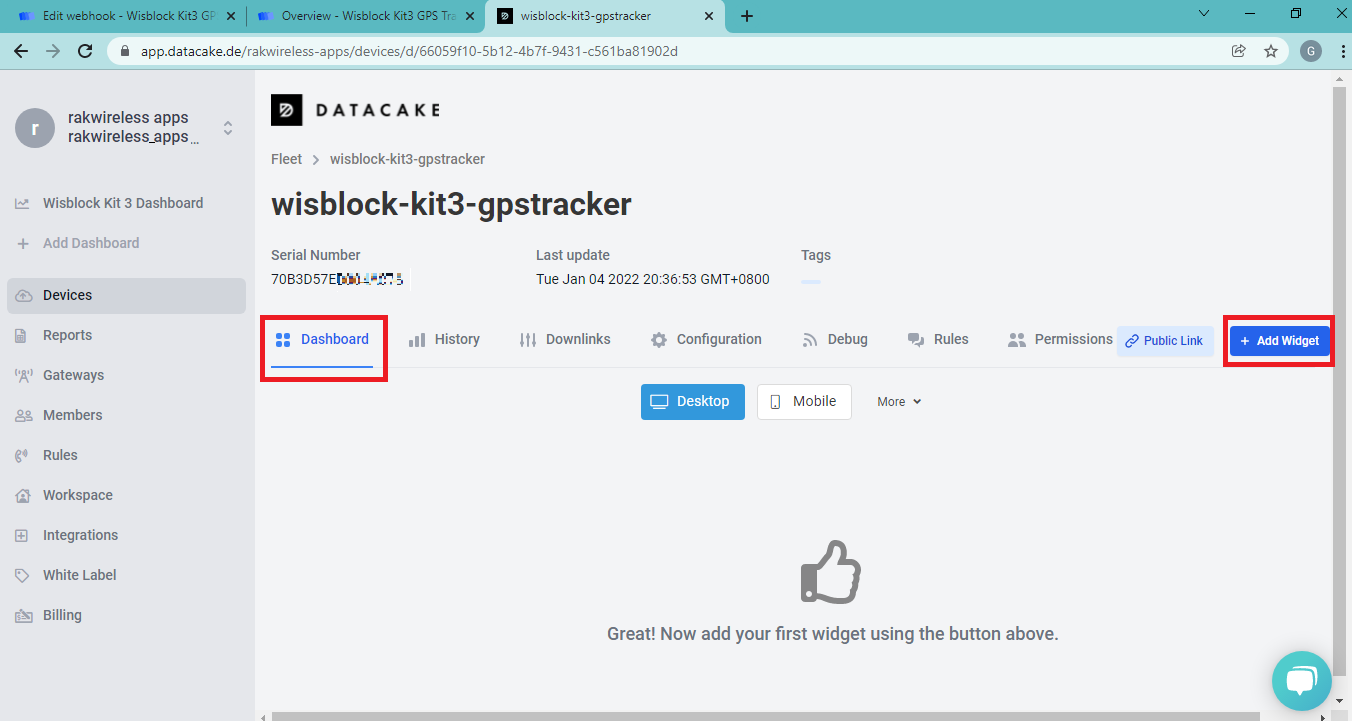 Edit webhook - Wisblock Kit3 GP
Overview - Wisblock Kit3 GPS Tra
wisblock-kit3-gpstracker
app.datacake.de/rakwireless-apps/devices/d/66059f10-5b12-4b7f-9431-c561ba81902d
G
r
rakwireless apps
rakwireless_apps_...
Wisblock Kit 3 Dashboard
Add Dashboard
Devices
Reports
Gateways
Members
Rules
Workspace
Integrations
White Label
Billing
DATACAKE
Fleet > wisblock-kit3-gpstracker
wisblock-kit3-gpstracker
Serial Number
70B3D57E
Last update
Tue Jan 04 2022 20:36:53 GMT+0800
Tags
Dashboard
History
Downlinks
Configuration
Debug
Rules
Permissions
Public Link
+ Add Widget
Desktop
Mobile
More
Great! Now add your first widget using the button above.